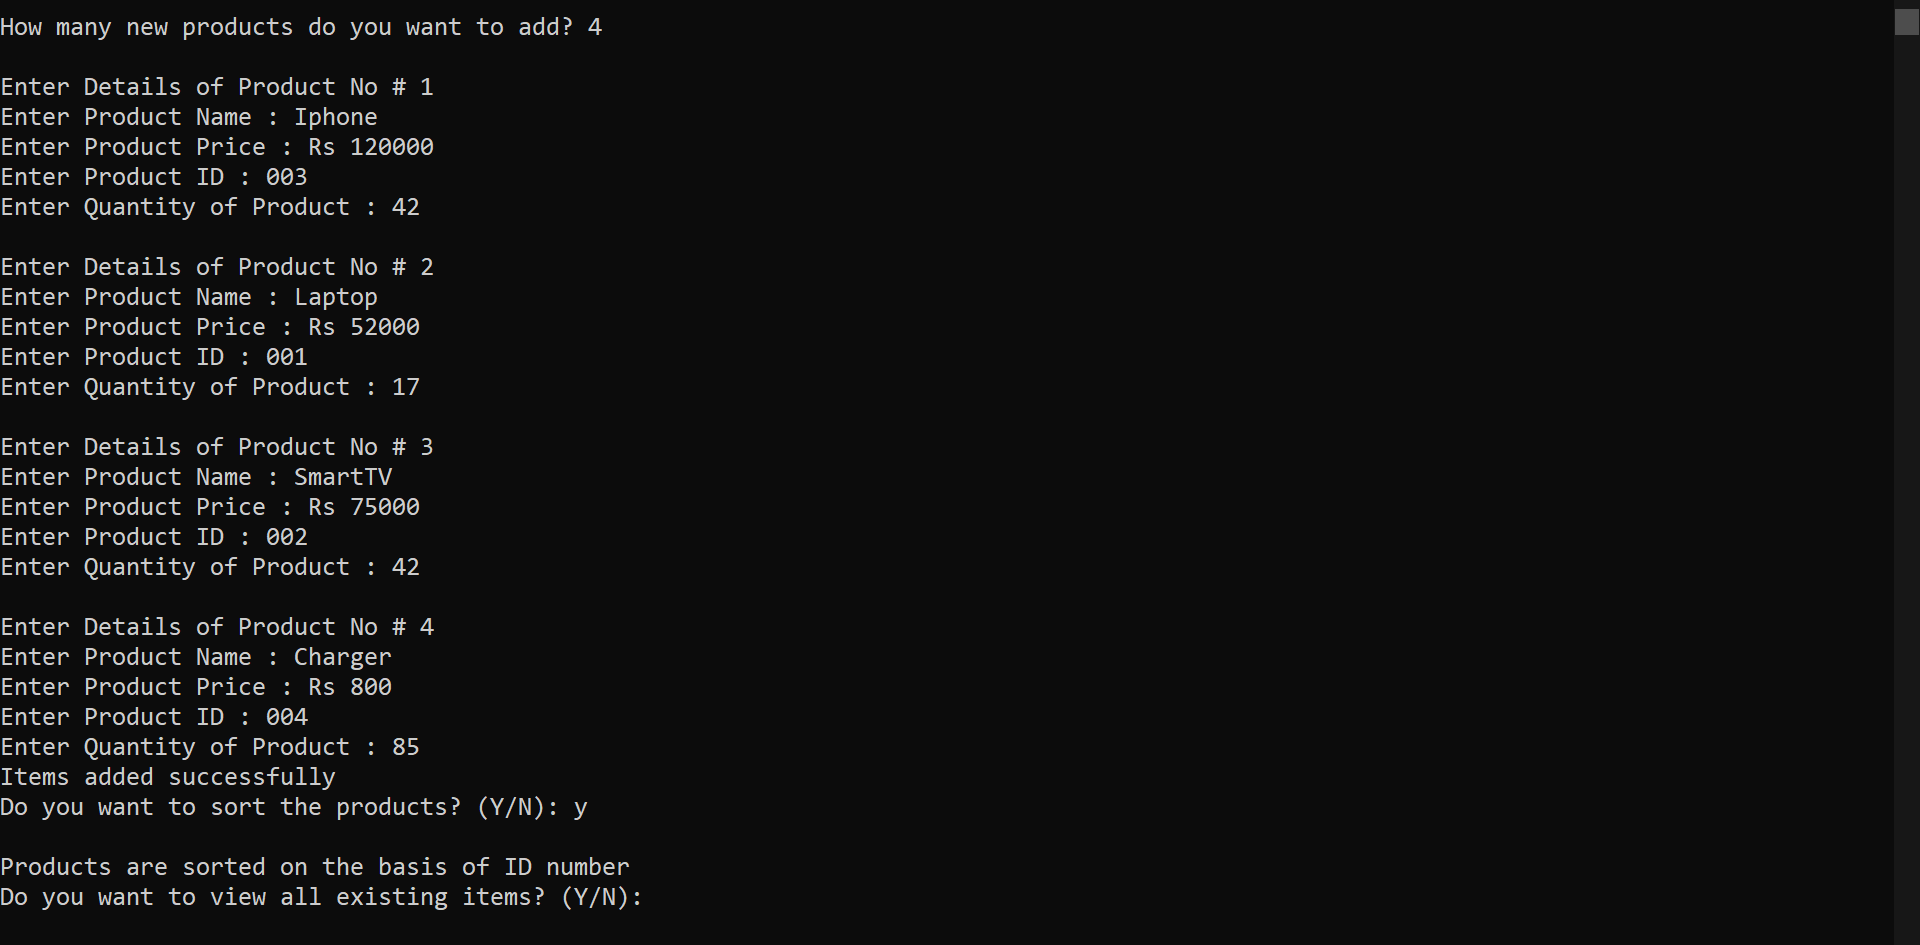 How many new products do you want to add? 4
Enter Details of Product No # 1
Enter Product Name : Iphone
Enter Product Price : Rs 120000
Enter Product ID : 003
Enter Quantity of Product : 42
Enter Details of Product No # 2
Enter Product Name : Laptop
Enter Product Price : Rs 52000
Enter Product ID : 001
Enter Quantity of Product : 17
Enter Details of Product No # 3
Enter Product Name : SmartTV
Enter Product Price : Rs 75000
Enter Product ID : 002
Enter Quantity of Product : 42
Enter Details of Product No # 4
Enter Product Name : Charger
Enter Product Price : Rs 800
Enter Product ID : 004
Enter Quantity of Product : 85
Items added successfully
Do you want to sort the products? (Y/N): y
Products are sorted on the basis of ID number
Do you want to view all existing items? (Y/N):